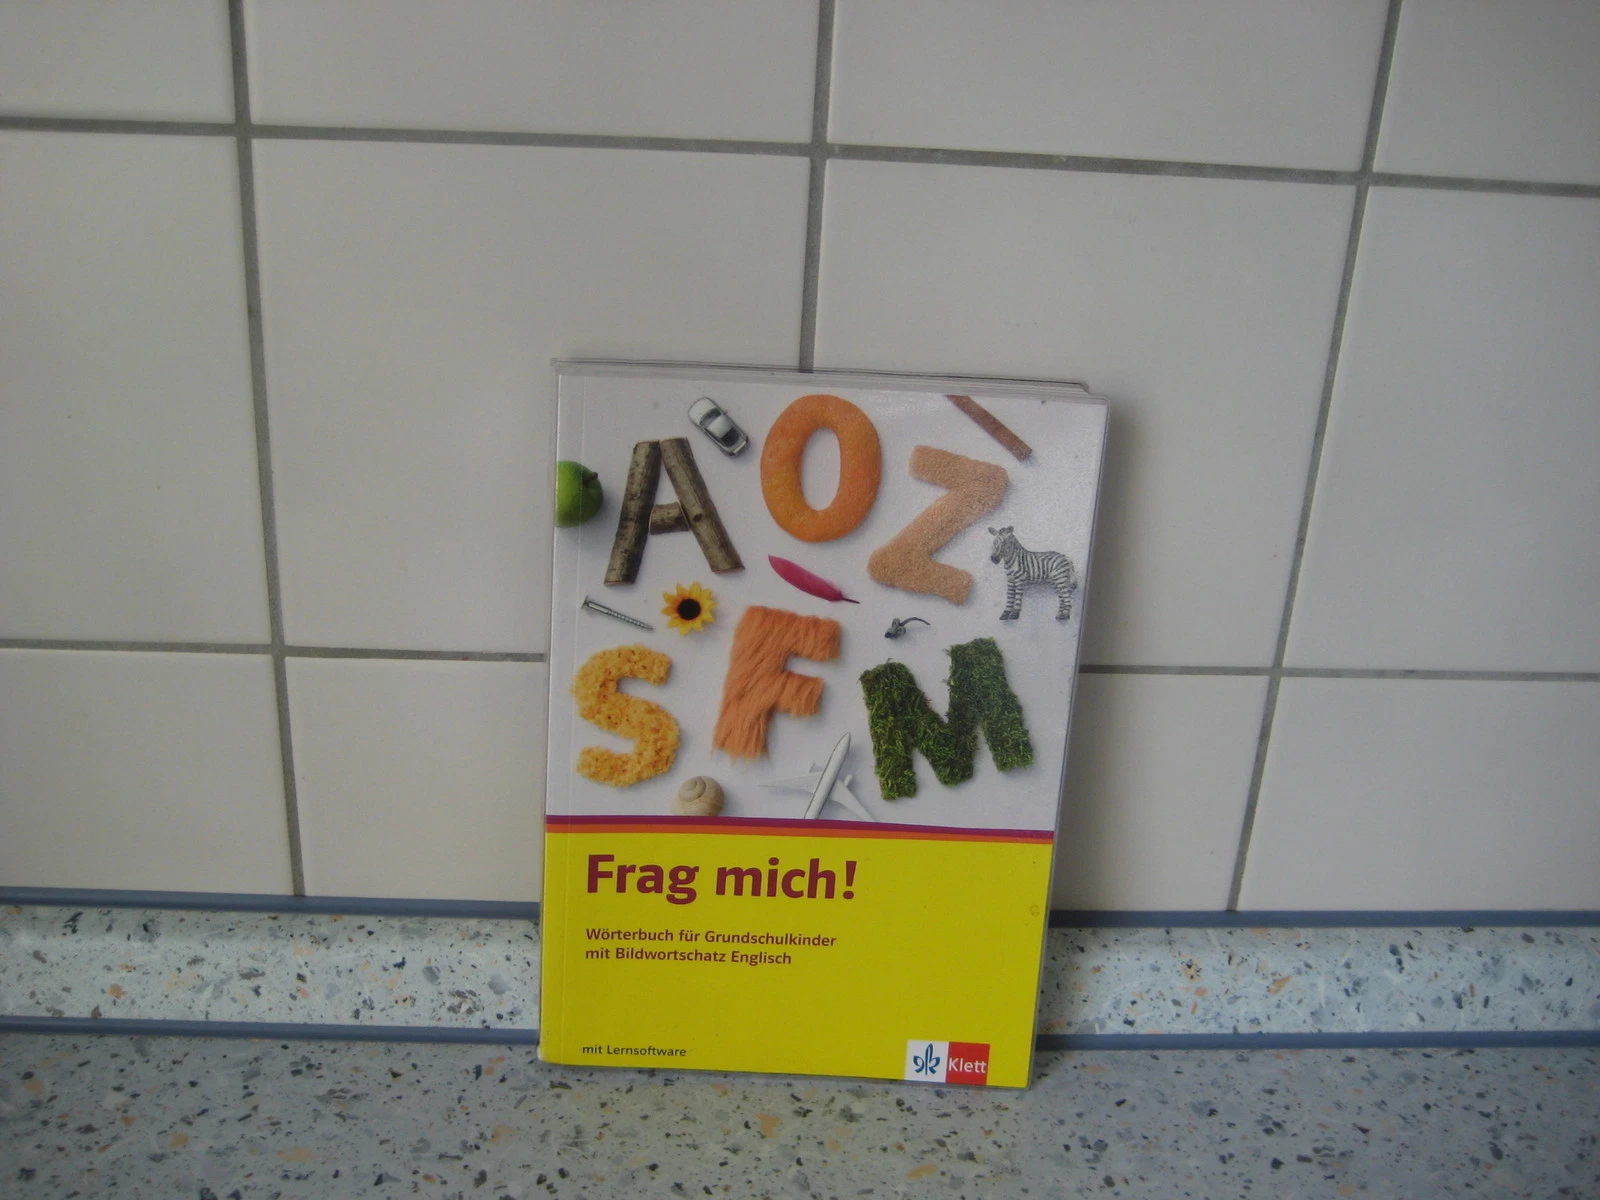 A O Z
S F M
Frag mich!
Wörterbuch für Grundschulkinder
mit Bildwortschatz Englisch
mit Lernsoftware
Klett